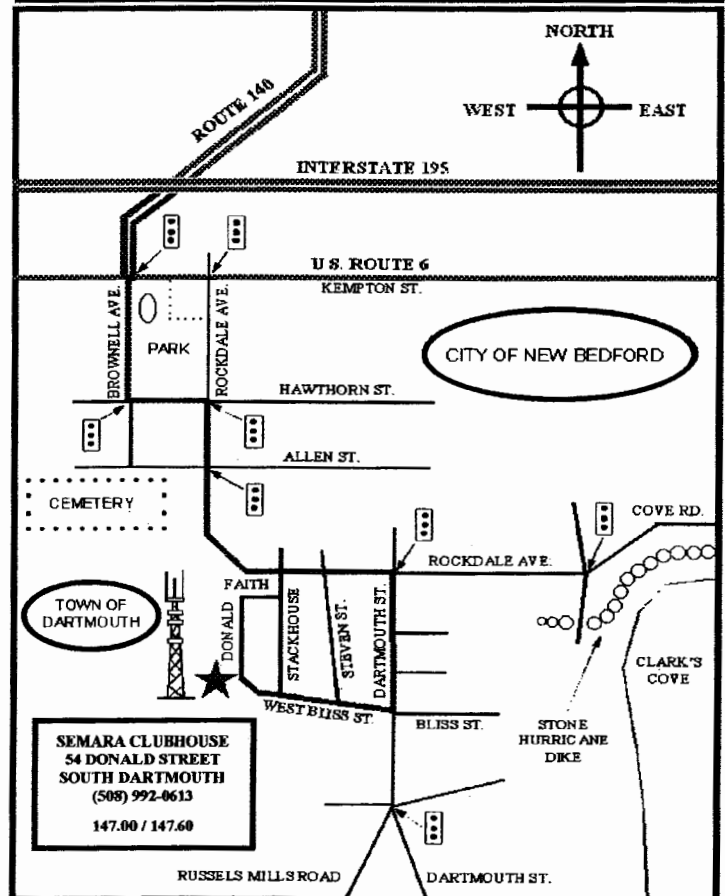 NORTH
WEST
EAST
ROUTE 140
INTERSTATE 195
U.S. ROUTE 6
KEMPTON ST.
BROWNELL AVE.
PARK
ROCKDALE AVE.
CITY OF NEW BEDFORD
HAWTHORN ST.
ALLEN ST.
CEMETERY
COVE RD.
ROCKDALE AVE.
FAITH
TOWN OF
DARTMOUTH
DONALD
STACKHOUSE
STEVEN ST.
DARTMOUTH ST.
CLARK'S
COVE
WEST BLISS ST.
BLISS ST.
STONE
HURRICANE
DIKE
SEMARA CLUBHOUSE
54 DONALD STREET
SOUTH DARTMOUTH
(508) 992-0613
147.00 / 147.60
RUSSELS MILLS ROAD
DARTMOUTH ST.